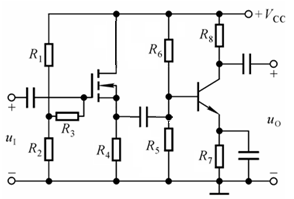 +V_CC
R_1
R_6
R_8
+
+
R_3
u_I
u_O
R_2
R_4
R_5
R_7
−
−